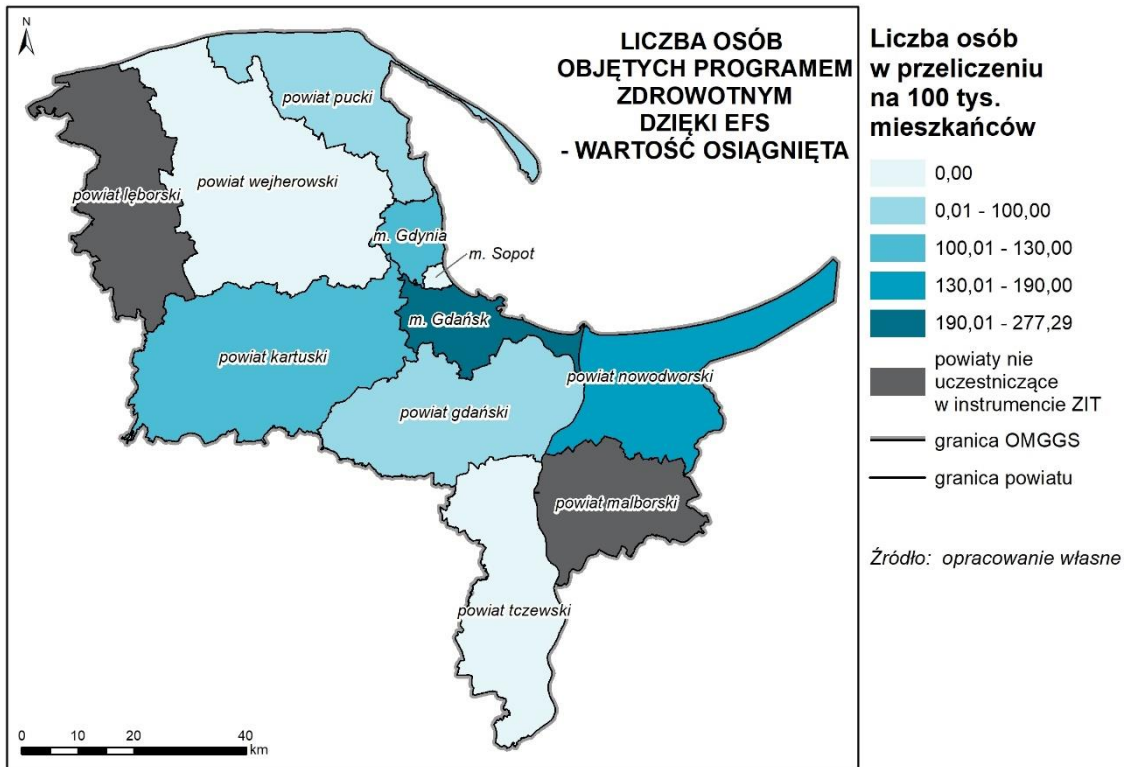 N
LICZBA OSÓB
OBJĘTYCH PROGRAMEM
ZDROWOTNYM
DZIĘKI EFS
- WARTOŚĆ OSIĄGNIĘTA
powiat pucki
powiat wejherowski
powiat lęborski
m. Gdynia
m. Sopot
m. Gdańsk
powiat kartuski
powiat nowodworski
powiat gdański
powiat malborski
powiat tczewski
0 10 20 40
km
Liczba osób
w przeliczeniu
na 100 tys.
mieszkańców
0,00
0,01 - 100,00
100,01 - 130,00
130,01 - 190,00
190,01 - 277,29
powiaty nie
uczestniczące
w instrumencie ZIT
granica OMGGS
granica powiatu
Źródło: opracowanie własne